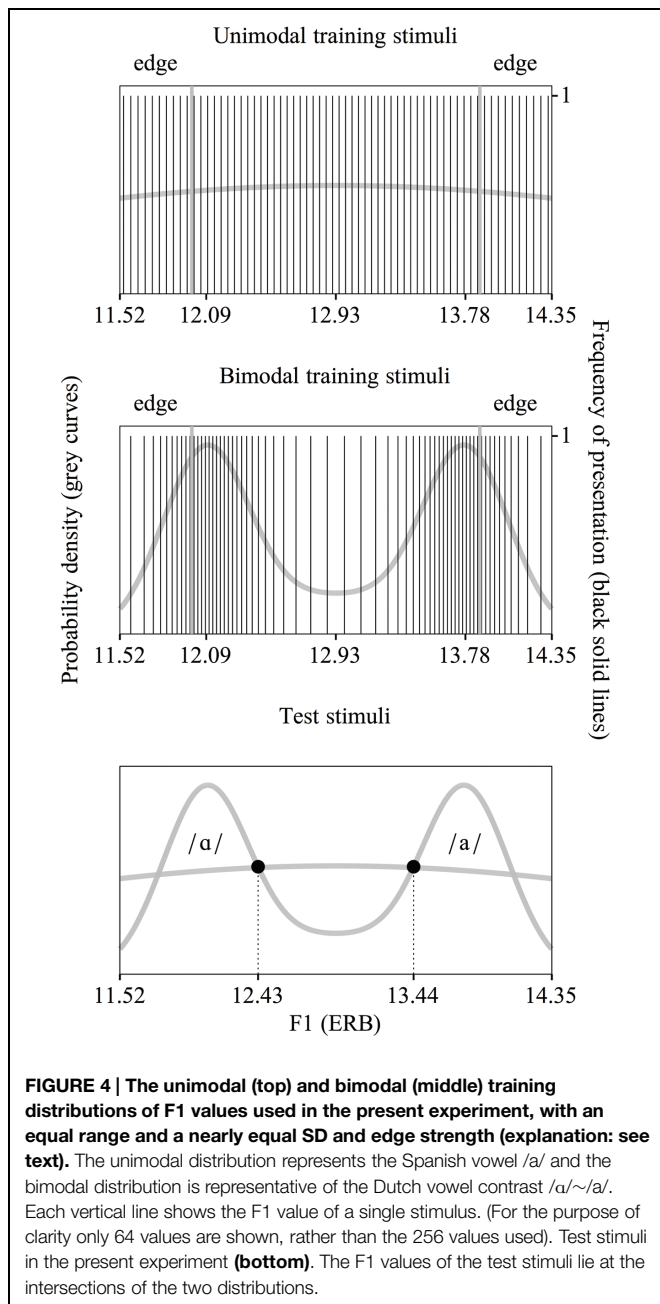 Unimodal training stimuli
edge edge
1
11.52 12.09 12.93 13.78 14.35
Bimodal training stimuli
edge edge
1
11.52 12.09 12.93 13.78 14.35
Probability density (grey curves)
Frequency of presentation (black solid lines)
Test stimuli
/ɑ/ /a/
11.52 12.43 13.44 14.35
F1 (ERB)
FIGURE 4 | The unimodal (top) and bimodal (middle) training
distributions of F1 values used in the present experiment, with an
equal range and a nearly equal SD and edge strength (explanation: see
text). The unimodal distribution represents the Spanish vowel /a/ and the
bimodal distribution is representative of the Dutch vowel contrast /ɑ/~/a/.
Each vertical line shows the F1 value of a single stimulus. (For the purpose of
clarity only 64 values are shown, rather than the 256 values used). Test stimuli
in the present experiment (bottom). The F1 values of the test stimuli lie at the
intersections of the two distributions.